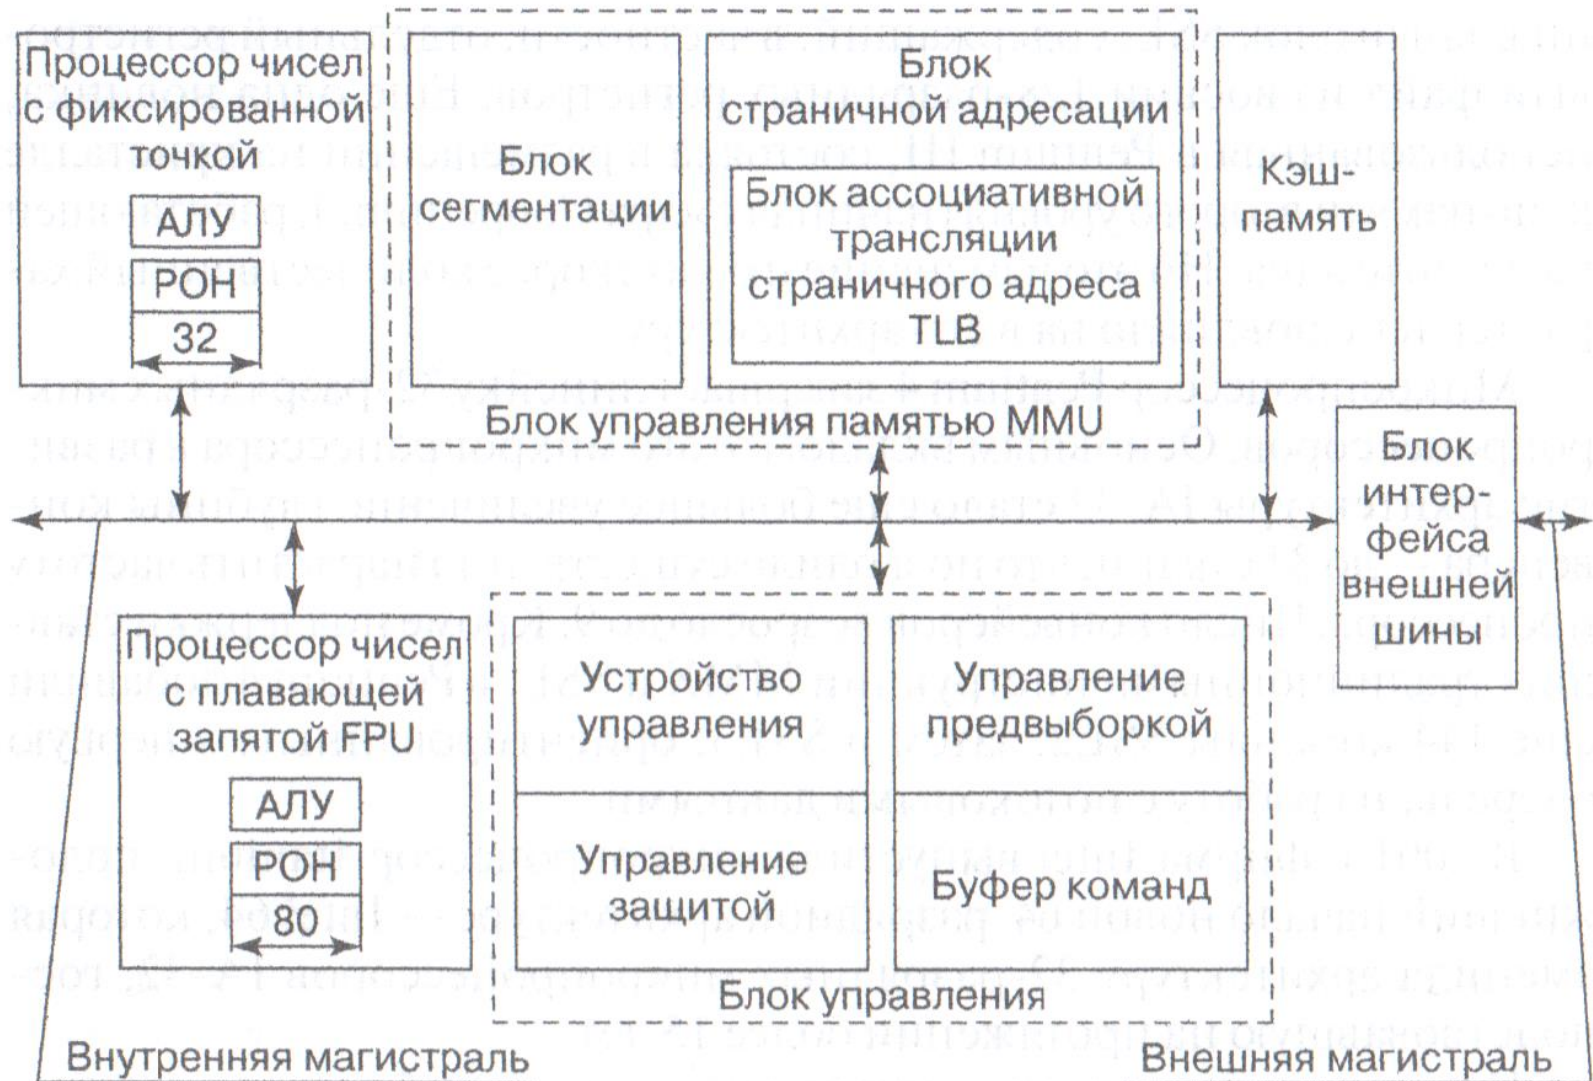 Процессор чисел
с фиксированной
точкой
АЛУ
РОН
32
Блок
сегментации
Блок
страничной адресации
Блок ассоциативной
трансляции
страничного адреса
TLB
Блок управления памятью MMU
Кэш-
память
Блок
интер-
фейса
внешней
шины
Процессор чисел
с плавающей
запятой FPU
АЛУ
РОН
80
Устройство
управления
Управление
предвыборкой
Управление
защитой
Буфер команд
Блок управления
Внутренняя магистраль
Внешняя магистраль